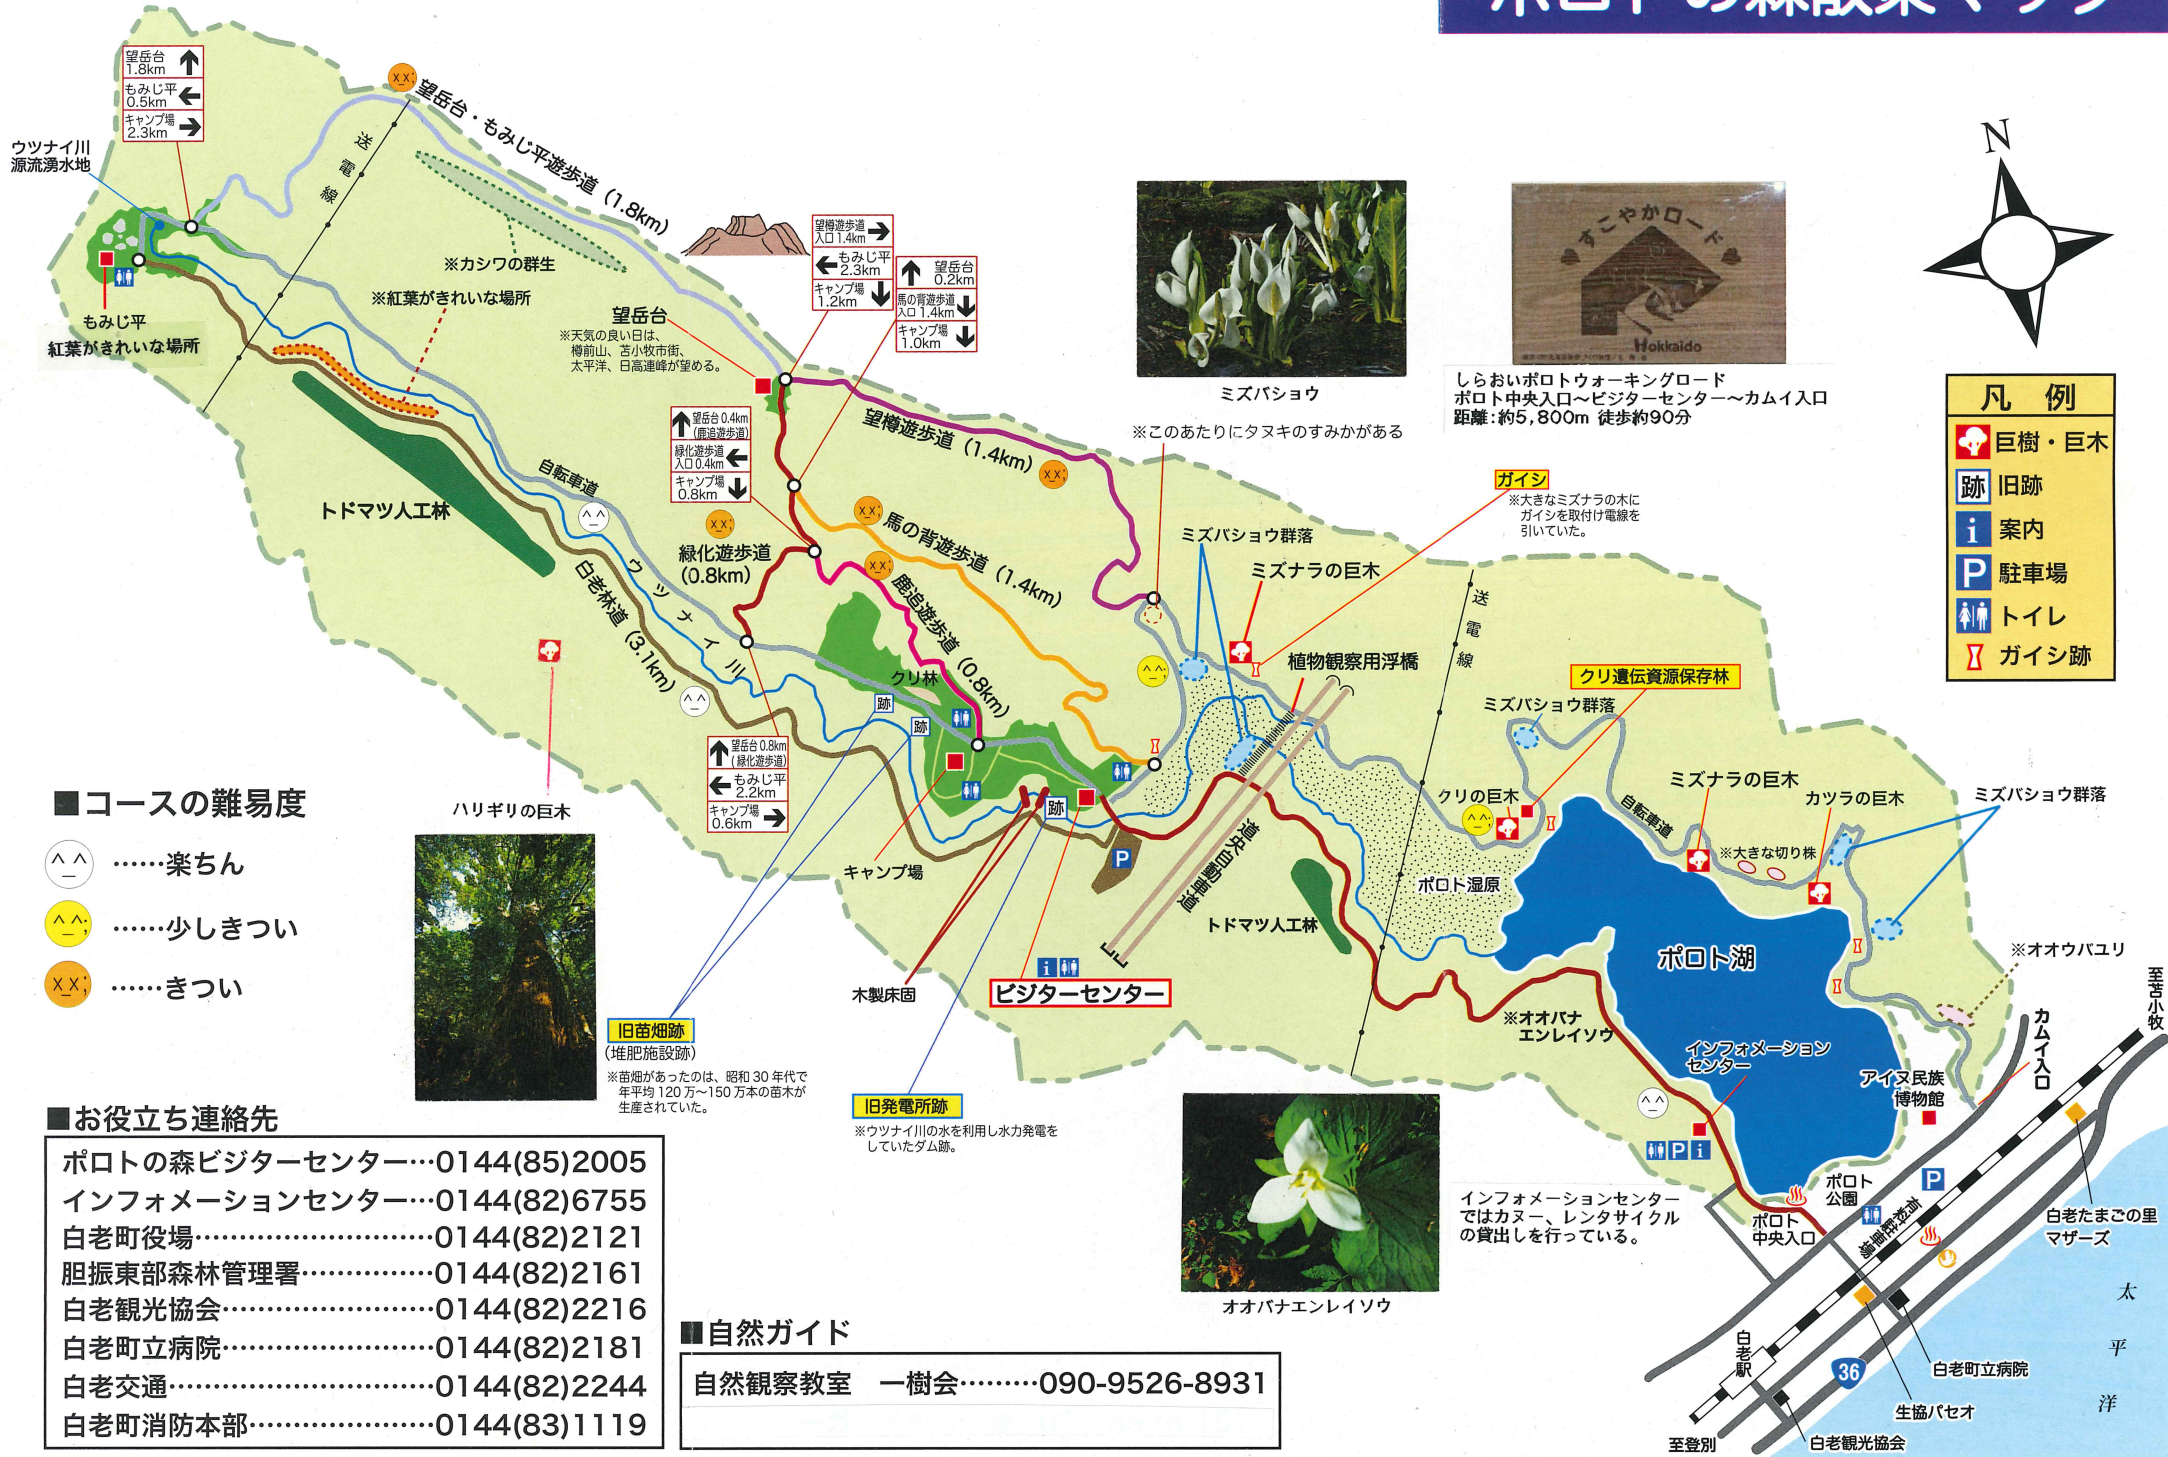 ポロトの森散策マップ
望岳台
1.8km
もみじ平
0.5km
キャンプ場
2.3km
ウツナイ川
源流湧水地
望岳台・もみじ平遊歩道(1.8km)
送電線
※カシワの群生
※紅葉がきれいな場所
もみじ平
紅葉がきれいな場所
望岳台
※天気の良い日は、
樽前山、苫小牧市街、
太平洋、日高連峰が望める。
望樽遊歩道
入口1.4km
もみじ平
2.3km
キャンプ場
1.2km
望岳台
0.2km
馬の背遊歩道
入口1.4km
キャンプ場
1.0km
望岳台 0.4km
(鹿追遊歩道)
緑化遊歩道
入口0.4km
キャンプ場
0.8km
望樽遊歩道(1.4km)
馬の背遊歩道(1.4km)
緑化遊歩道
(0.8km)
鹿追遊歩道(0.8km)
自転車道
ウツナイ川
白老林道(3.1km)
トドマツ人工林
望岳台 0.8km
(緑化遊歩道)
もみじ平
2.2km
キャンプ場
0.6km
クリ林
跡
跡
跡
キャンプ場
木製床固
ビジターセンター
i
P
旧苗畑跡
(堆肥施設跡)
※苗畑があったのは、昭和30年代で
年平均120万～150万本の苗木が
生産されていた。
旧発電所跡
※ウツナイ川の水を利用し水力発電を
していたダム跡。
ハリギリの巨木
ミズバショウ
すこやかロード
Hokkaido
しらおいポロトウォーキングロード
ポロト中央入口～ビジターセンター～カムイ入口
距離:約5,800m 徒歩約90分
※このあたりにタヌキのすみかがある
ガイシ
※大きなミズナラの木に
ガイシを取付け電線を
引いていた。
ミズバショウ群落
ミズナラの巨木
植物観察用浮橋
送電線
クリ遺伝資源保存林
ミズバショウ群落
クリの巨木
ミズナラの巨木
カツラの巨木
ミズバショウ群落
自転車道
※大きな切り株
道央自動車道
トドマツ人工林
ポロト湿原
ポロト湖
※オオウバユリ
※オオバナ
エンレイソウ
インフォメーション
センター
P i
アイヌ民族
博物館
カムイ入口
至苫小牧
ポロト
公園
ポロト
中央入口
P
有料駐車場
白老たまごの里
マザーズ
白老駅
36
白老町立病院
生協パセオ
白老観光協会
至登別
太平洋
オオバナエンレイソウ
インフォメーションセンター
ではカヌー、レンタサイクル
の貸出しを行っている。
N
凡 例
巨樹・巨木
跡 旧跡
i 案内
P 駐車場
トイレ
ガイシ跡
■コースの難易度
^_^ ……楽ちん
^_^; ……少しきつい
x_x; ……きつい
■お役立ち連絡先
ポロトの森ビジターセンター…0144(85)2005
インフォメーションセンター…0144(82)6755
白老町役場……………………0144(82)2121
胆振東部森林管理署…………0144(82)2161
白老観光協会…………………0144(82)2216
白老町立病院…………………0144(82)2181
白老交通………………………0144(82)2244
白老町消防本部………………0144(83)1119
■自然ガイド
自然観察教室 一樹会………090-9526-8931